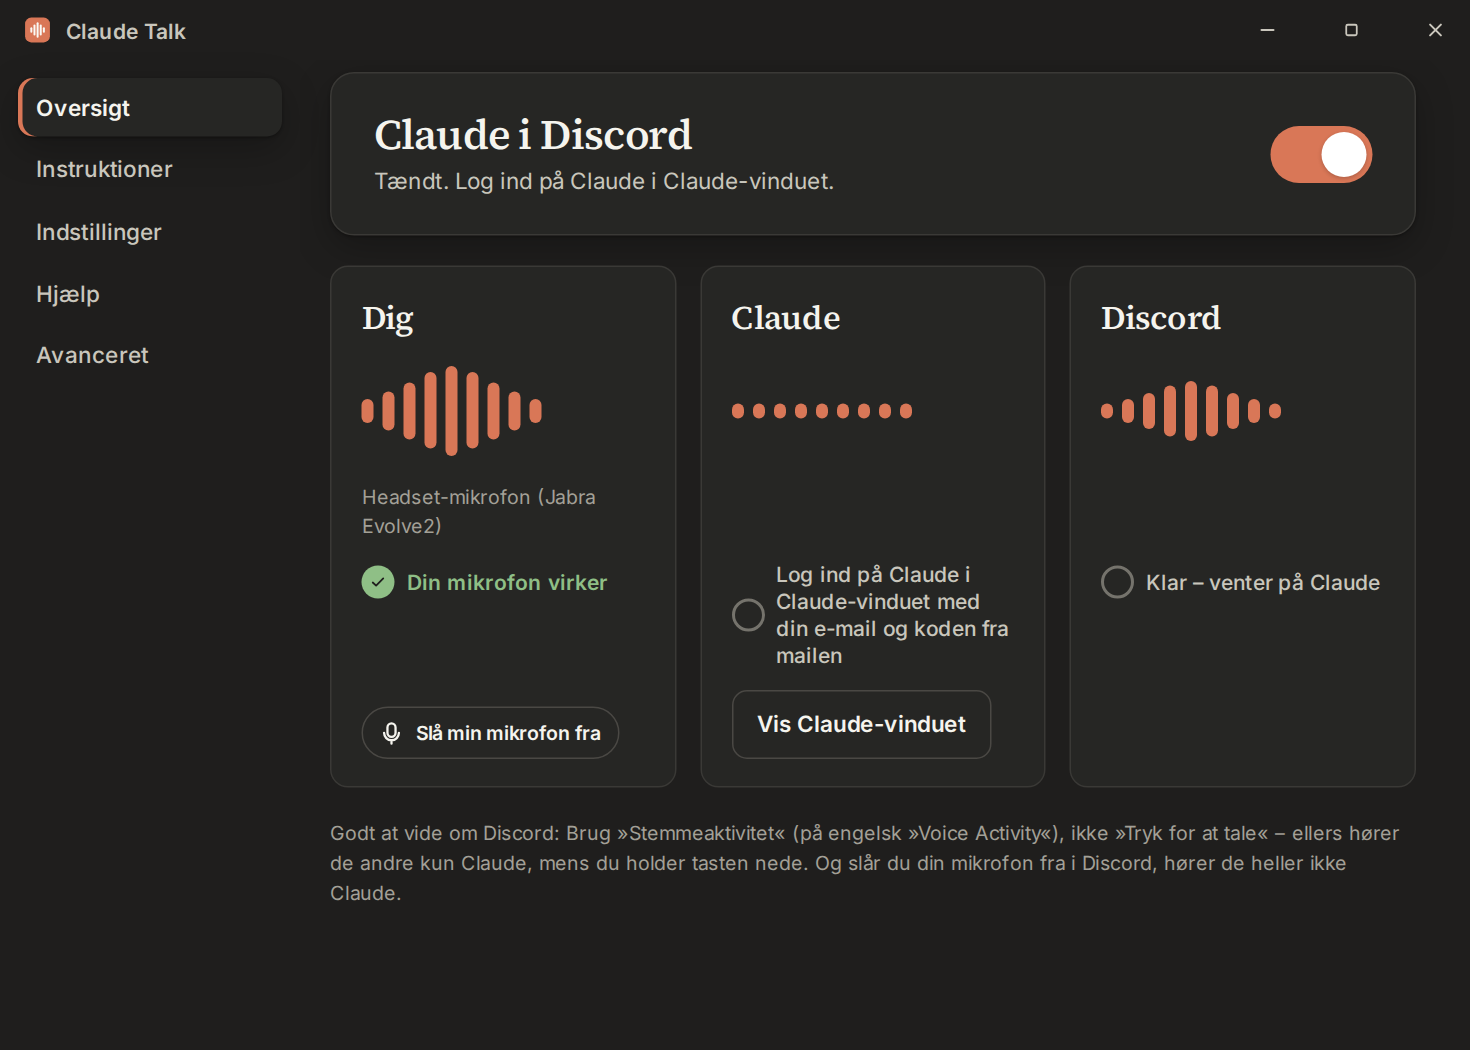 Claude Talk
Oversigt
Instruktioner
Indstillinger
Hjælp
Avanceret
Claude i Discord
Tændt. Log ind på Claude i Claude-vinduet.
Dig
Headset-mikrofon (Jabra
Evolve2)
Din mikrofon virker
Slå min mikrofon fra
Claude
Log ind på Claude i
Claude-vinduet med
din e-mail og koden fra
mailen
Vis Claude-vinduet
Discord
Klar – venter på Claude
Godt at vide om Discord: Brug »Stemmeaktivitet« (på engelsk »Voice Activity«), ikke »Tryk for at tale« – ellers hører
de andre kun Claude, mens du holder tasten nede. Og slår du din mikrofon fra i Discord, hører de heller ikke
Claude.